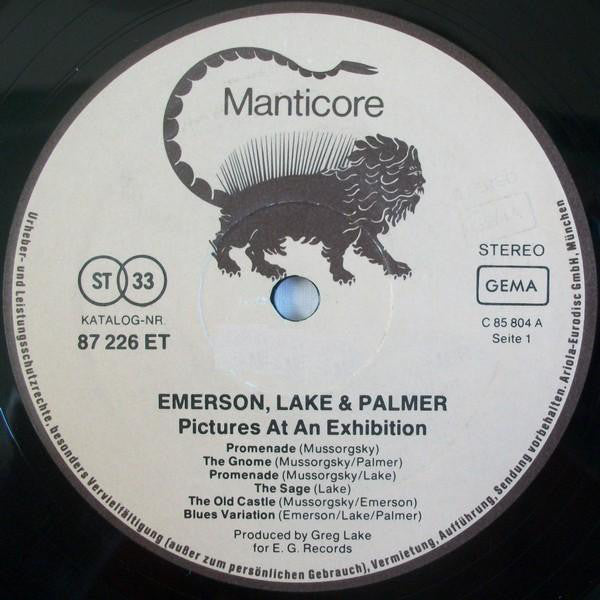 Manticore
ST 33
KATALOG-NR.
87 226 ET
STEREO
GEMA
C 85 804 A
Seite 1
EMERSON, LAKE & PALMER
Pictures At An Exhibition
Promenade (Mussorgsky)
The Gnome (Mussorgsky/Palmer)
Promenade (Mussorgsky/Lake)
The Sage (Lake)
The Old Castle (Mussorgsky/Emerson)
Blues Variation (Emerson/Lake/Palmer)
Produced by Greg Lake
for E. G. Records
Urheber- und Leistungsschutzrechte, besonders Vervielfältigung (außer zum persönlichen Gebrauch), Vermietung, Aufführung, Sendung vorbehalten. Ariola-Eurodisc GmbH, München